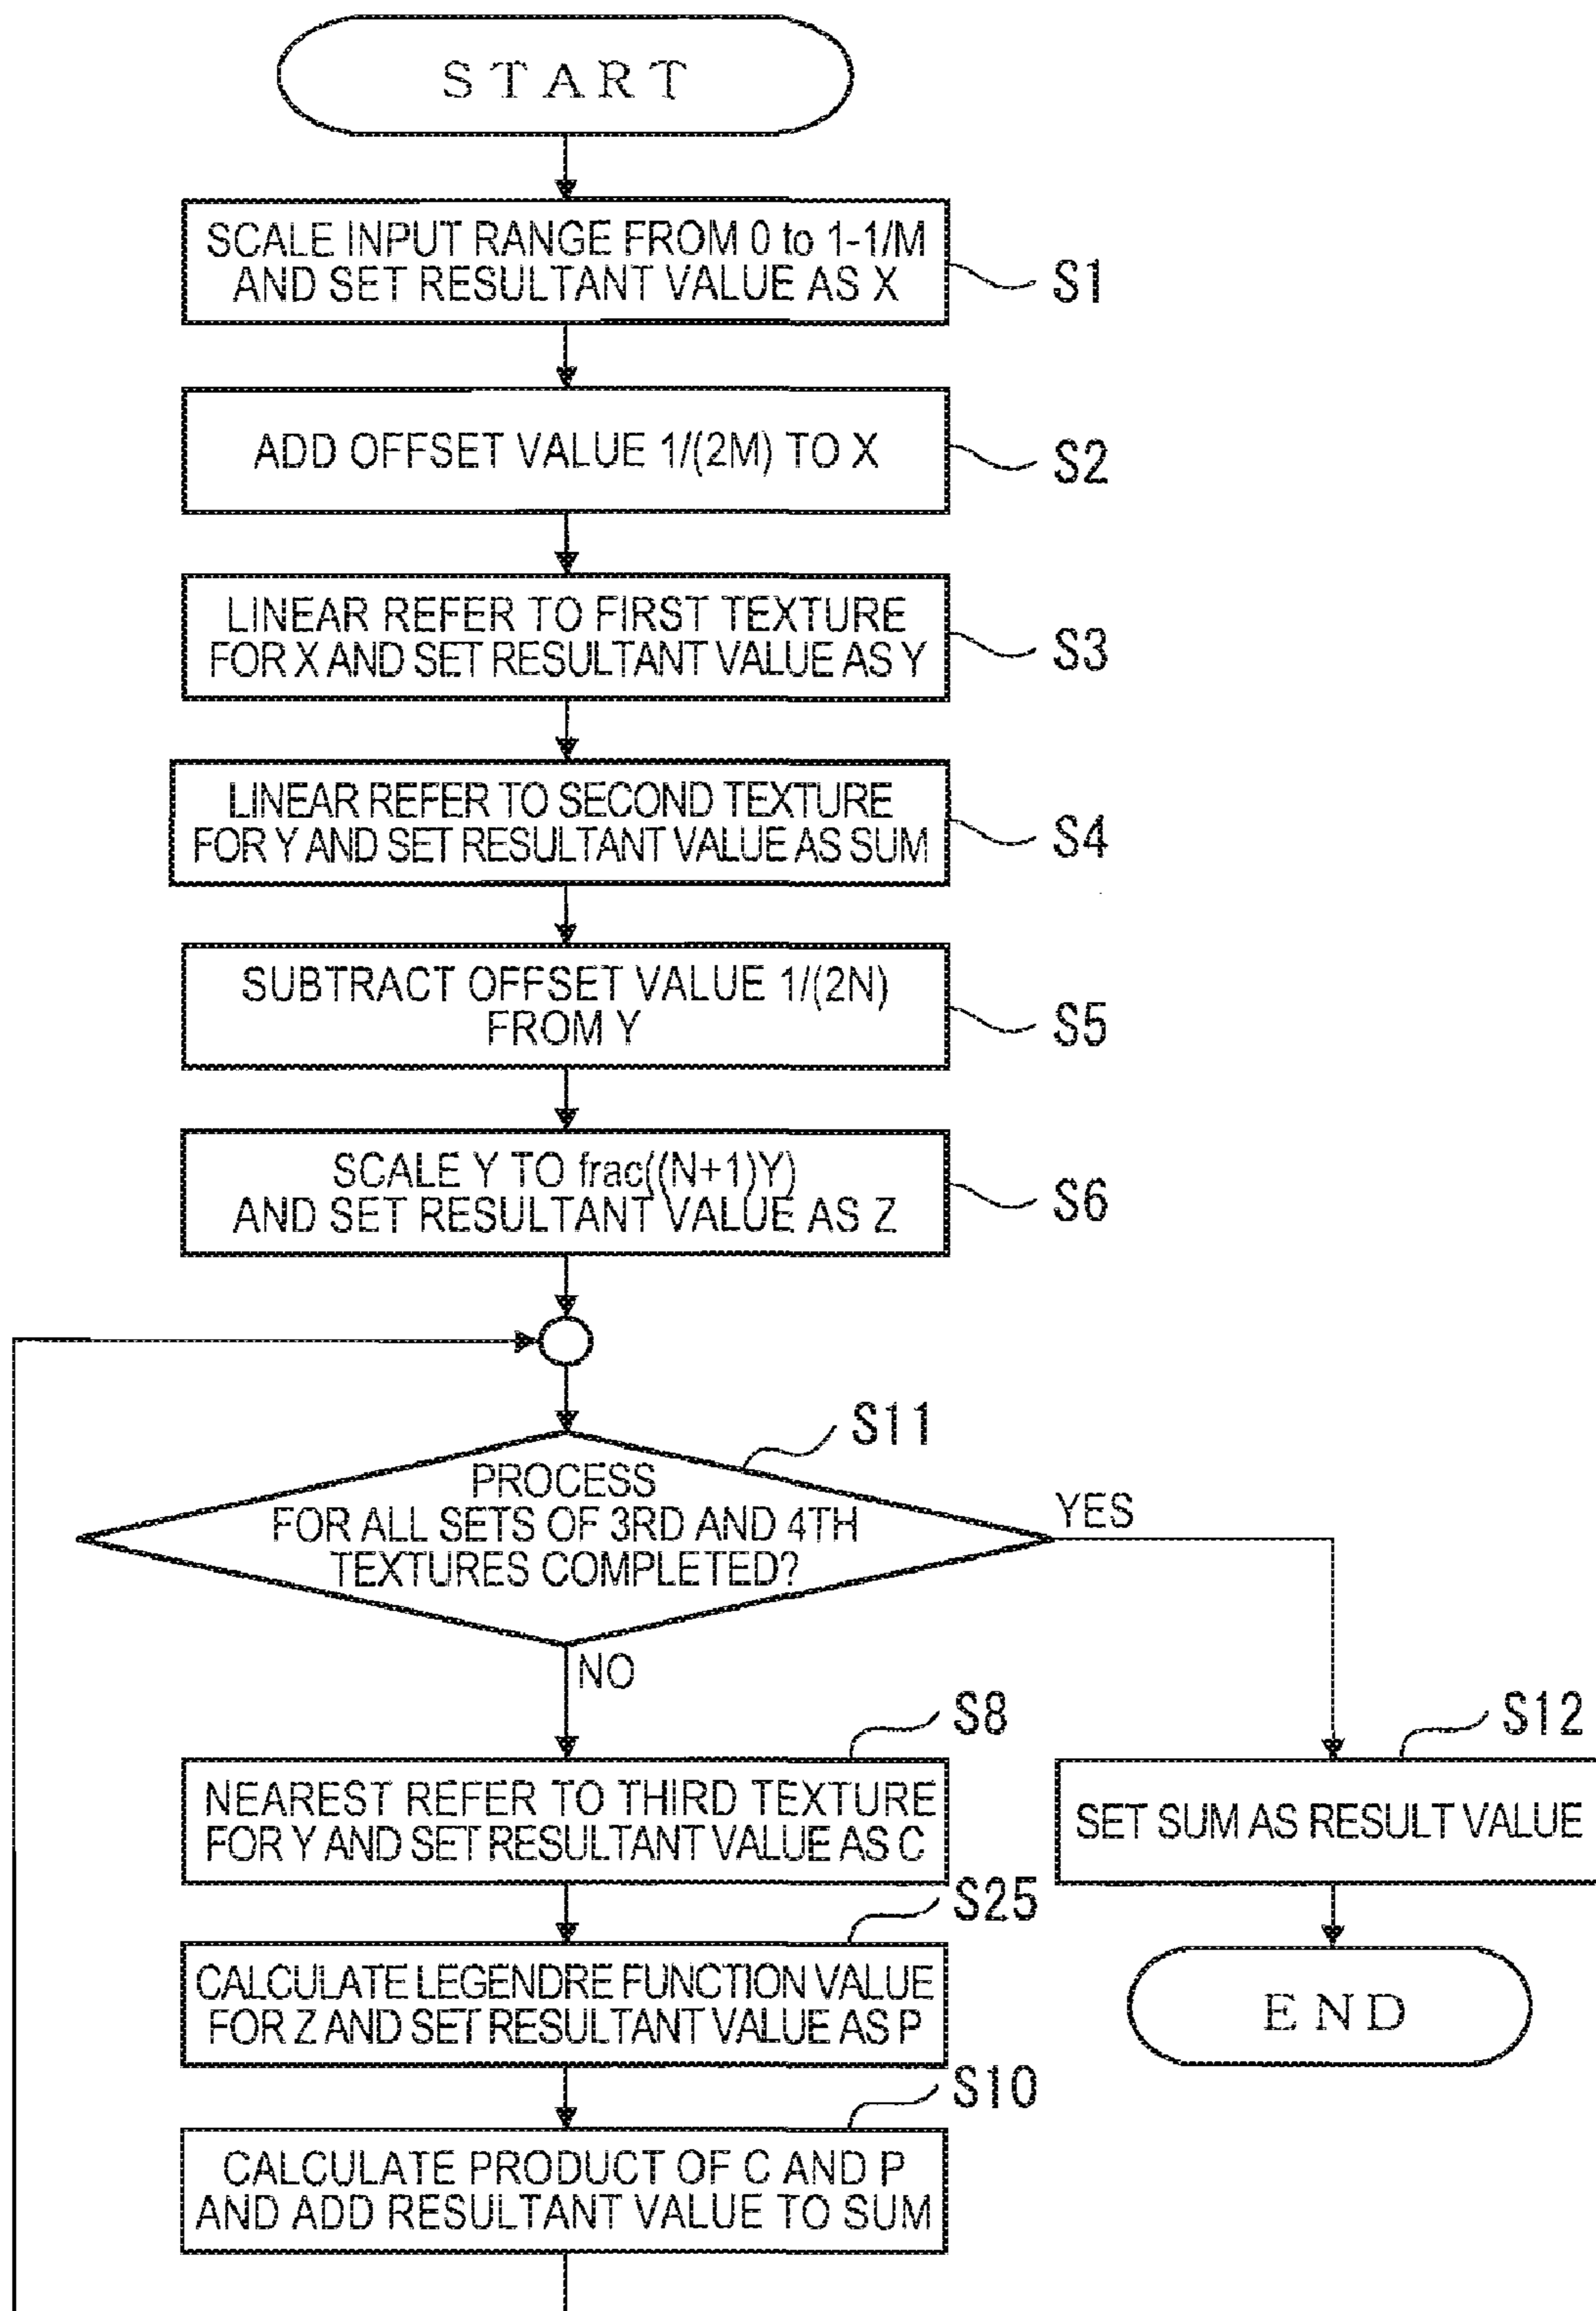 START
SCALE INPUT RANGE FROM 0 to 1-1/M
AND SET RESULTANT VALUE AS X
S1
ADD OFFSET VALUE 1/(2M) TO X
S2
LINEAR REFER TO FIRST TEXTURE
FOR X AND SET RESULTANT VALUE AS Y
S3
LINEAR REFER TO SECOND TEXTURE
FOR Y AND SET RESULTANT VALUE AS SUM
S4
SUBTRACT OFFSET VALUE 1/(2N)
FROM Y
S5
SCALE Y TO frac((N+1)Y)
AND SET RESULTANT VALUE AS Z
S6
S11
PROCESS
FOR ALL SETS OF 3RD AND 4TH
TEXTURES COMPLETED?
YES
NO
S8
NEAREST REFER TO THIRD TEXTURE
FOR Y AND SET RESULTANT VALUE AS C
S12
SET SUM AS RESULT VALUE
S25
CALCULATE LEGENDRE FUNCTION VALUE
FOR Z AND SET RESULTANT VALUE AS P
END
S10
CALCULATE PRODUCT OF C AND P
AND ADD RESULTANT VALUE TO SUM